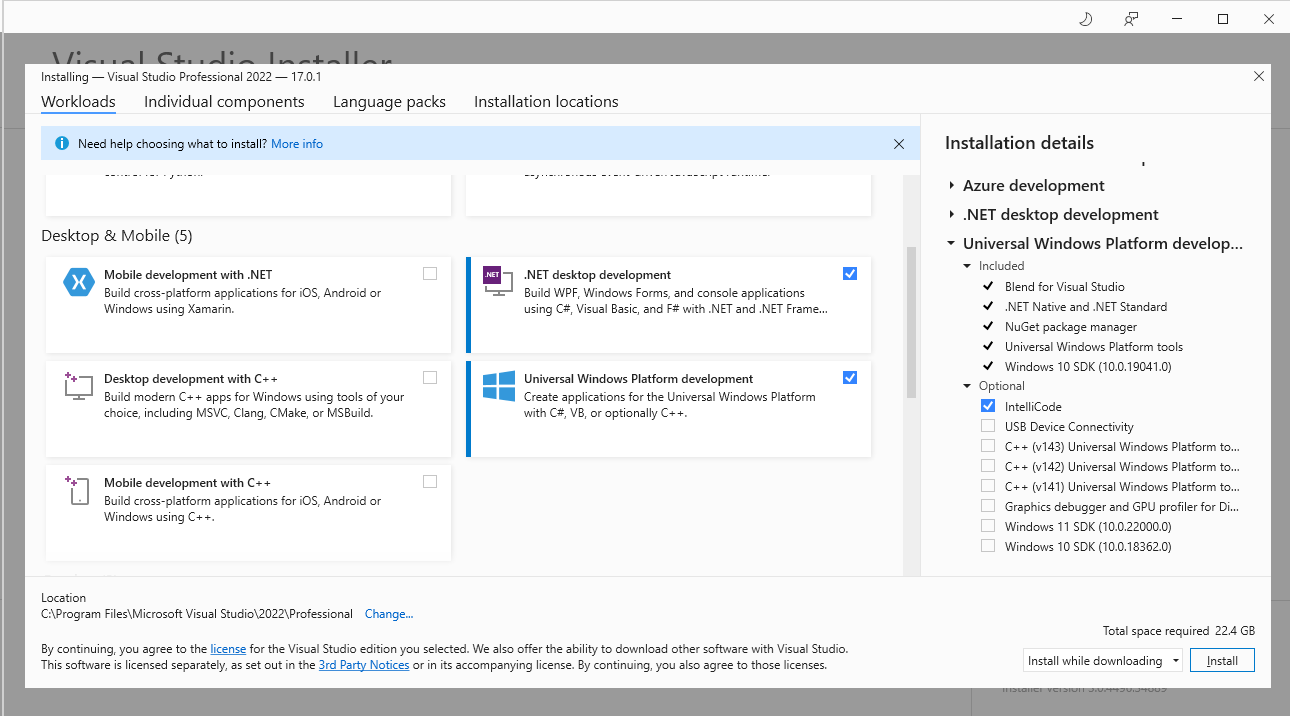 Visual Studio Installer
Installing — Visual Studio Professional 2022 — 17.0.1
Workloads Individual components Language packs Installation locations
Need help choosing what to install? More info
control for Python.
asynchronous event-driven JavaScript runtime.
Desktop & Mobile (5)
Mobile development with .NET
Build cross-platform applications for iOS, Android or
Windows using Xamarin.
.NET
.NET desktop development
Build WPF, Windows Forms, and console applications
using C#, Visual Basic, and F# with .NET and .NET Frame...
Desktop development with C++
Build modern C++ apps for Windows using tools of your
choice, including MSVC, Clang, CMake, or MSBuild.
Universal Windows Platform development
Create applications for the Universal Windows Platform
with C#, VB, or optionally C++.
Mobile development with C++
Build cross-platform applications for iOS, Android or
Windows using C++.
Installation details
Azure development
.NET desktop development
Universal Windows Platform develop...
Included
Blend for Visual Studio
.NET Native and .NET Standard
NuGet package manager
Universal Windows Platform tools
Windows 10 SDK (10.0.19041.0)
Optional
IntelliCode
USB Device Connectivity
C++ (v143) Universal Windows Platform to...
C++ (v142) Universal Windows Platform to...
C++ (v141) Universal Windows Platform to...
Graphics debugger and GPU profiler for Di...
Windows 11 SDK (10.0.22000.0)
Windows 10 SDK (10.0.18362.0)
Location
C:\Program Files\Microsoft Visual Studio\2022\Professional Change...
By continuing, you agree to the license for the Visual Studio edition you selected. We also offer the ability to download other software with Visual Studio.
This software is licensed separately, as set out in the 3rd Party Notices or in its accompanying license. By continuing, you also agree to those licenses.
Total space required 22.4 GB
Install while downloading
Install
Installer version